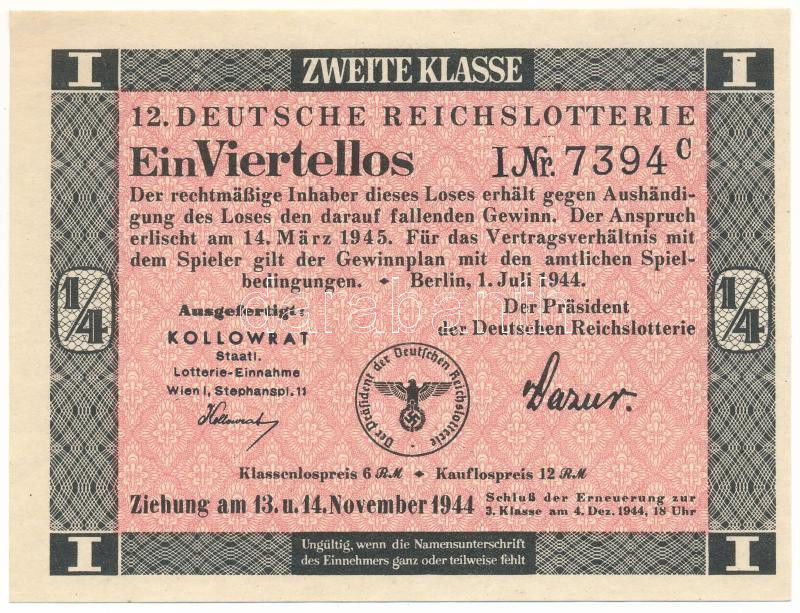 I ZWEITE KLASSE I
12. DEUTSCHE REICHSLOTTERIE
Ein Viertellos I Nr. 7394 C
Der rechtmäßige Inhaber dieses Loses erhält gegen Aushändi-
gung des Loses den darauf fallenden Gewinn. Der Anspruch
erlischt am 14. März 1945. Für das Vertragsverhältnis mit
dem Spieler gilt der Gewinnplan mit den amtlichen Spiel-
bedingungen. Berlin, 1. Juli 1944.
1/4 1/4
Ausgefertigt:
KOLLOWRAT
Staatl.
Lotterie-Einnahme
Wien I, Stephanspl. 11
Kollowrat
Der Präsident
der Deutschen Reichslotterie
Der Präsident der Deutschen Reichslotterie
Klassenlospreis 6 RM Kauflospreis 12 RM
Ziehung am 13. u. 14. November 1944
Schluß der Erneuerung zur
3. Klasse am 4. Dez. 1944, 18 Uhr
I I
Ungültig, wenn die Namensunterschrift
des Einnehmers ganz oder teilweise fehlt
darabanth